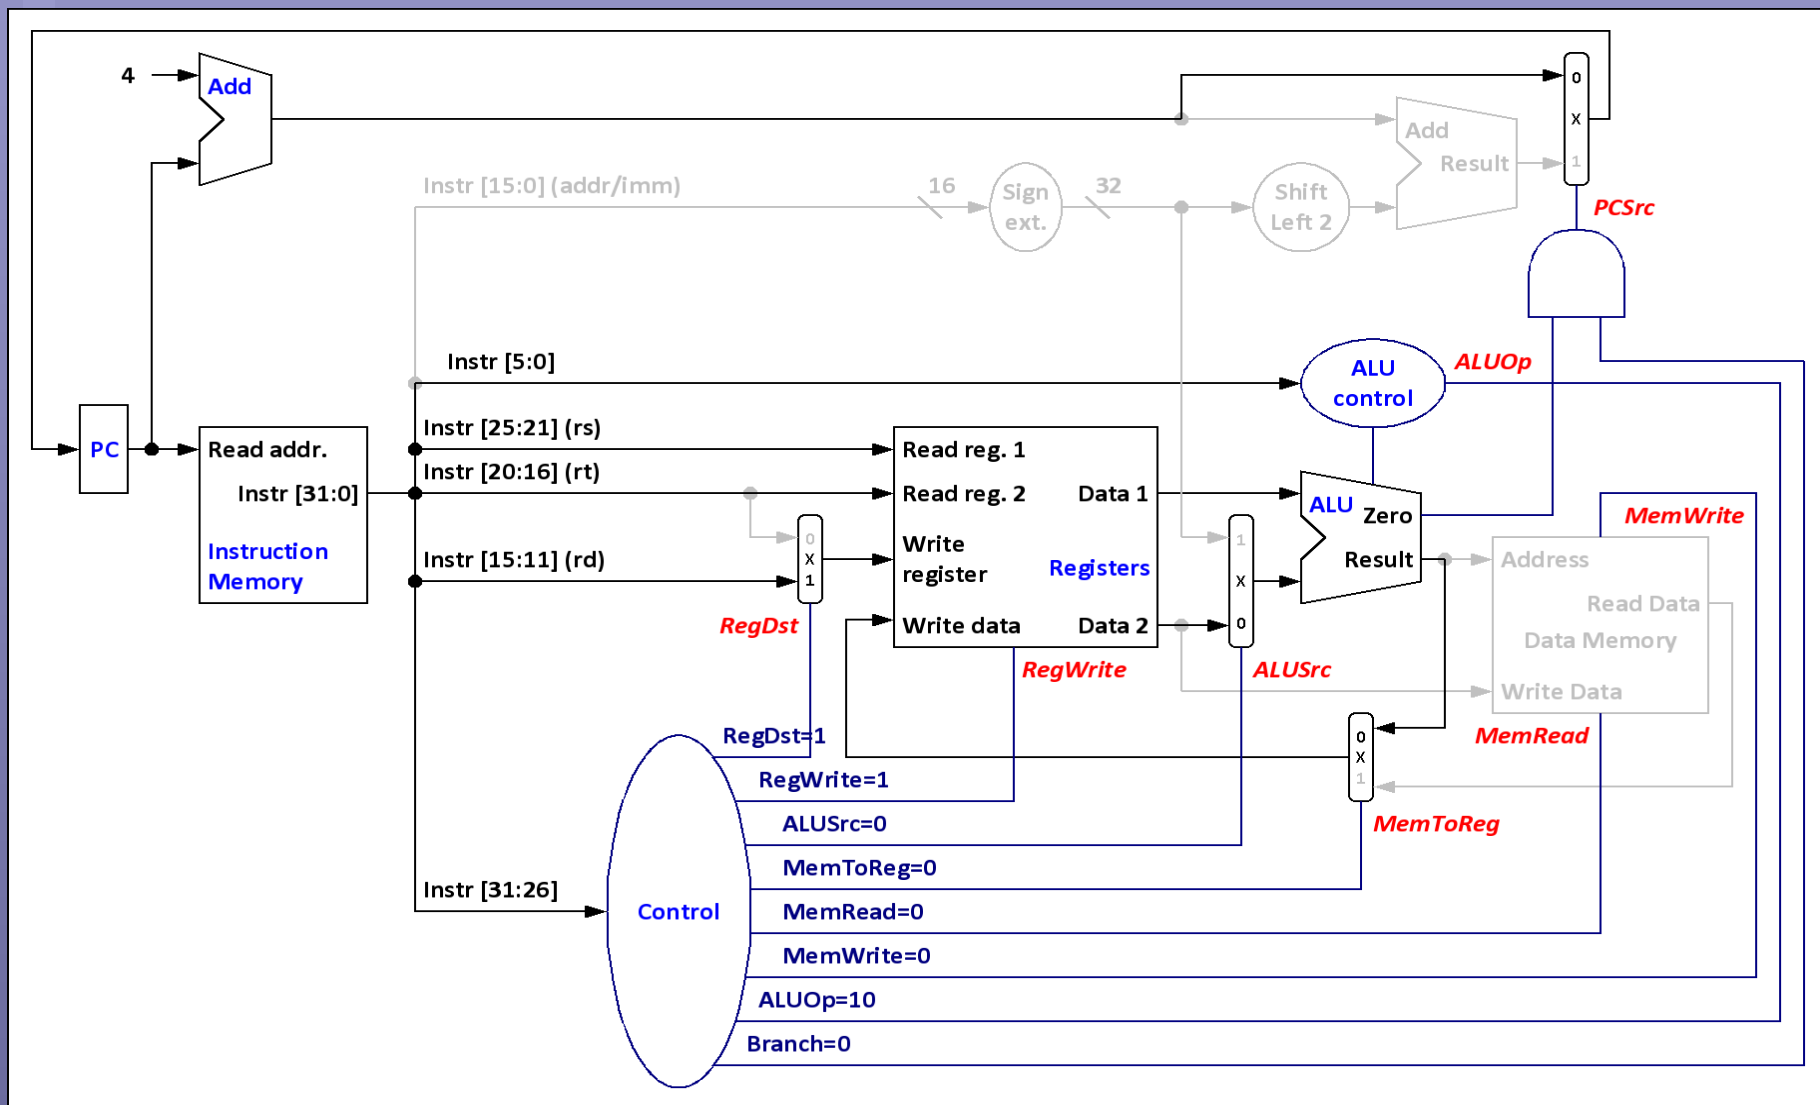 4
Add
0
X
1
Add
Result
Instr [15:0] (addr/imm)
16
Sign
ext.
32
Shift
Left 2
PCSrc
Instr [5:0]
ALU
control
ALUOp
Instr [25:21] (rs)
PC
Read addr.
Instr [31:0]
Instruction
Memory
Instr [20:16] (rt)
Instr [15:11] (rd)
0
X
1
RegDst
Read reg. 1
Read reg. 2
Data 1
Write
register
Registers
Write data
Data 2
RegWrite
1
X
0
ALUSrc
ALU
Zero
Result
MemWrite
Address
Read Data
Data Memory
Write Data
MemRead
0
X
1
MemToReg
RegDst=1
RegWrite=1
ALUSrc=0
MemToReg=0
Instr [31:26]
Control
MemRead=0
MemWrite=0
ALUOp=10
Branch=0